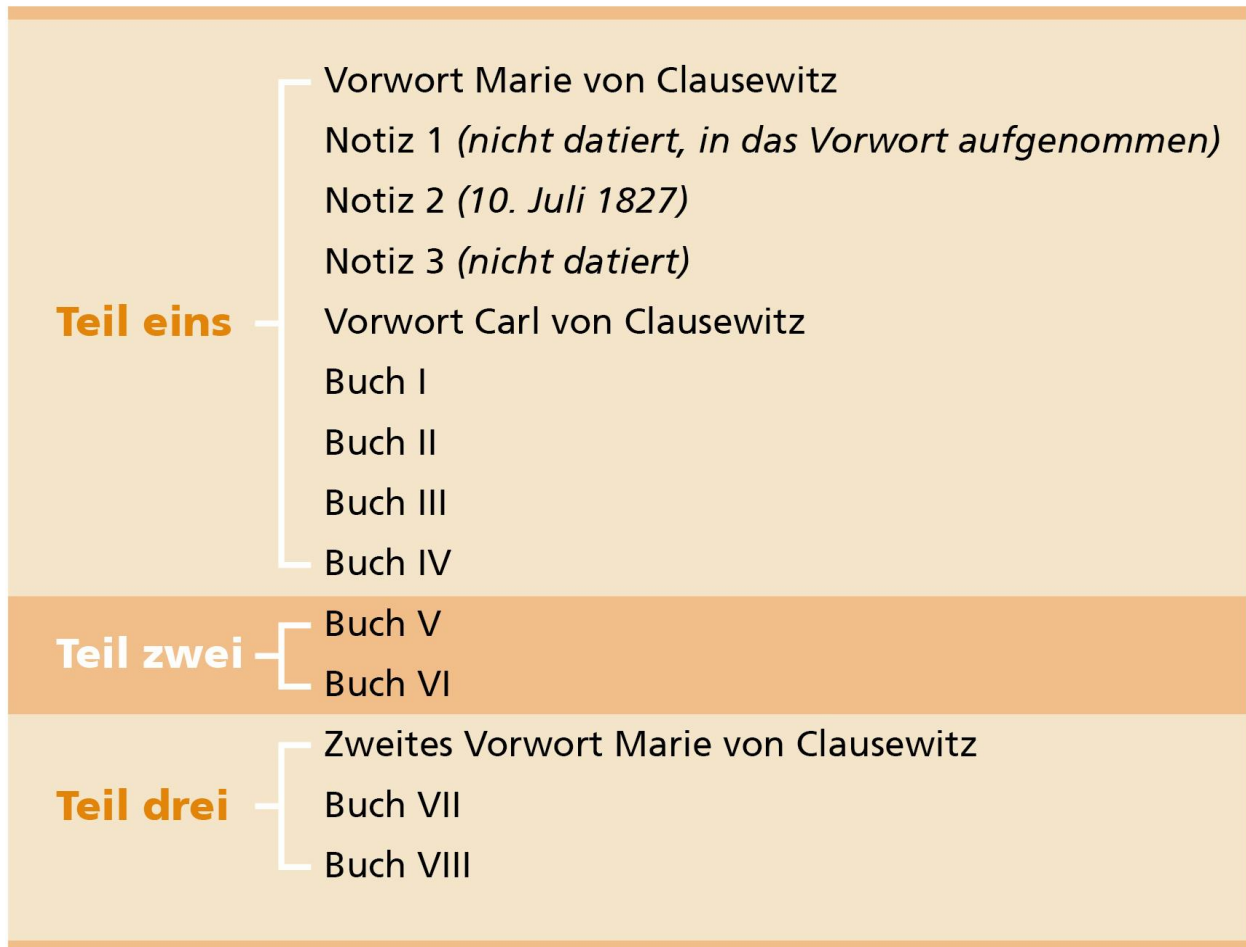 Vorwort Marie von Clausewitz
Notiz 1 (nicht datiert, in das Vorwort aufgenommen)
Notiz 2 (10. Juli 1827)
Notiz 3 (nicht datiert)
Teil eins
Vorwort Carl von Clausewitz
Buch I
Buch II
Buch III
Buch IV
Teil zwei
Buch V
Buch VI
Teil drei
Zweites Vorwort Marie von Clausewitz
Buch VII
Buch VIII